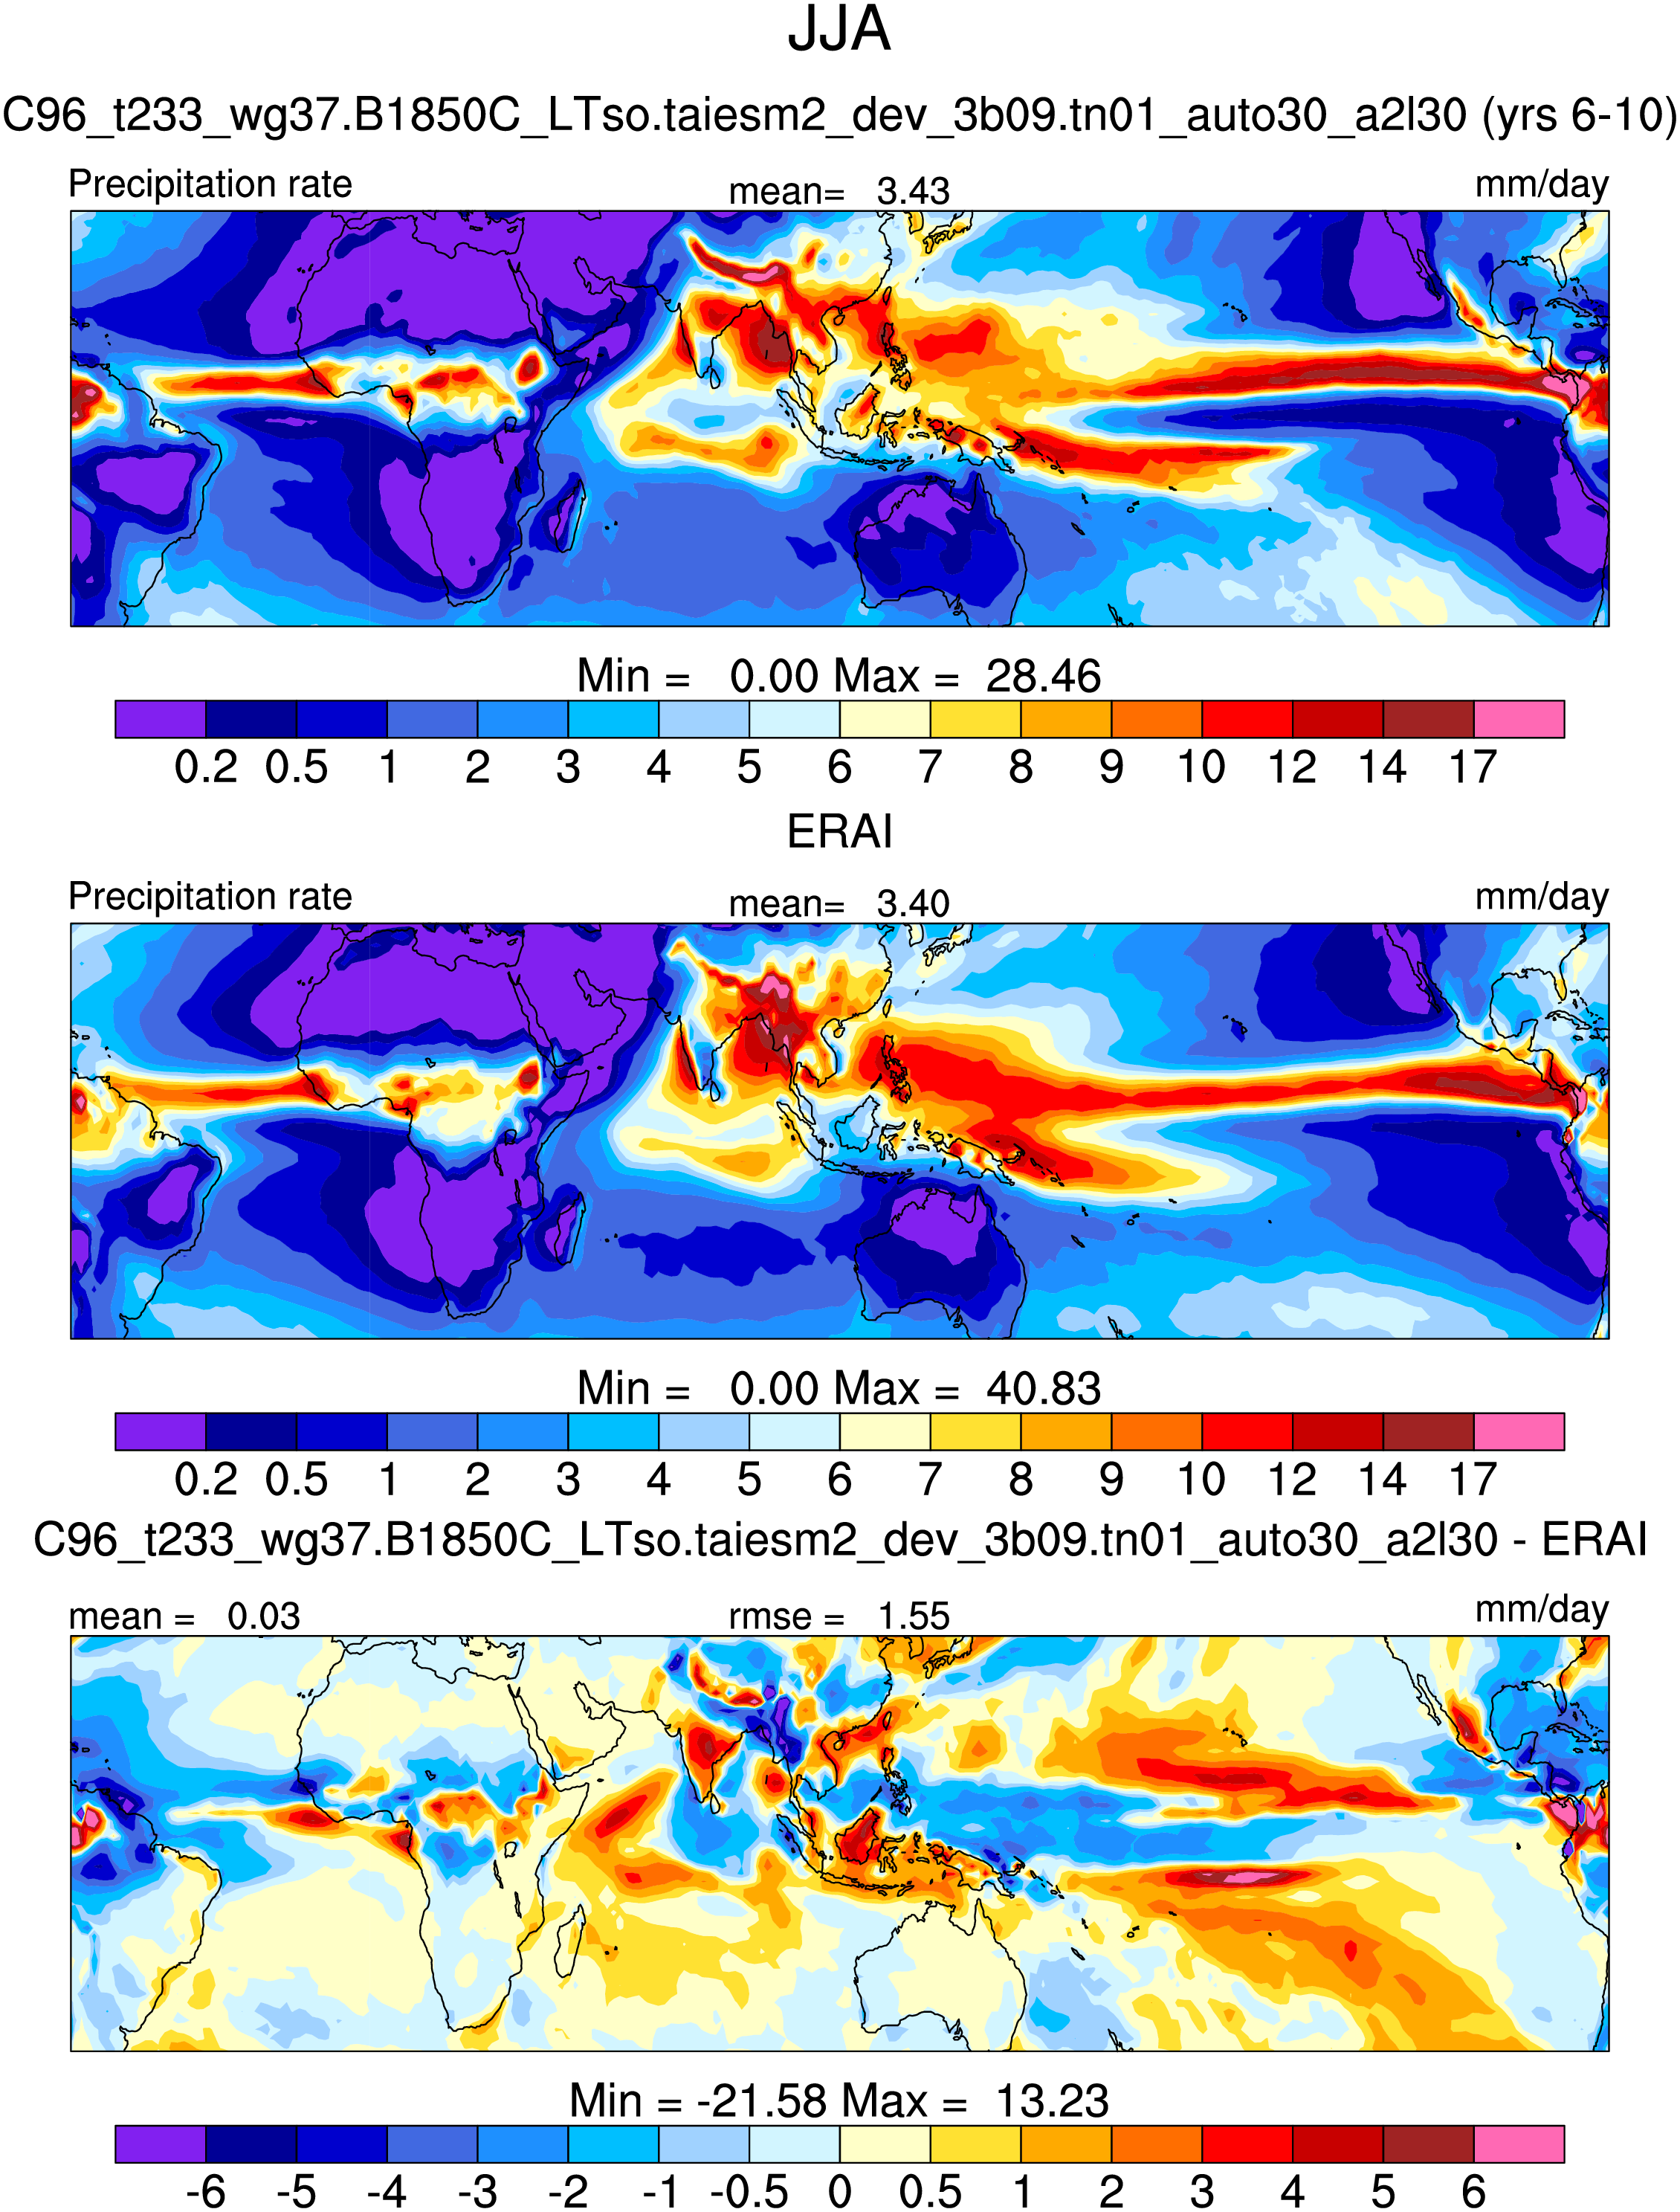 JJA
C96_t233_wg37.B1850C_LTso.taiesm2_dev_3b09.tn01_auto30_a2l30 (yrs 6-10)
Precipitation rate mean= 3.43 mm/day
Min = 0.00 Max = 28.46
0.2 0.5 1 2 3 4 5 6 7 8 9 10 12 14 17
ERAI
Precipitation rate mean= 3.40 mm/day
Min = 0.00 Max = 40.83
0.2 0.5 1 2 3 4 5 6 7 8 9 10 12 14 17
C96_t233_wg37.B1850C_LTso.taiesm2_dev_3b09.tn01_auto30_a2l30 - ERAI
mean = 0.03 rmse = 1.55 mm/day
Min = -21.58 Max = 13.23
-6 -5 -4 -3 -2 -1 -0.5 0 0.5 1 2 3 4 5 6